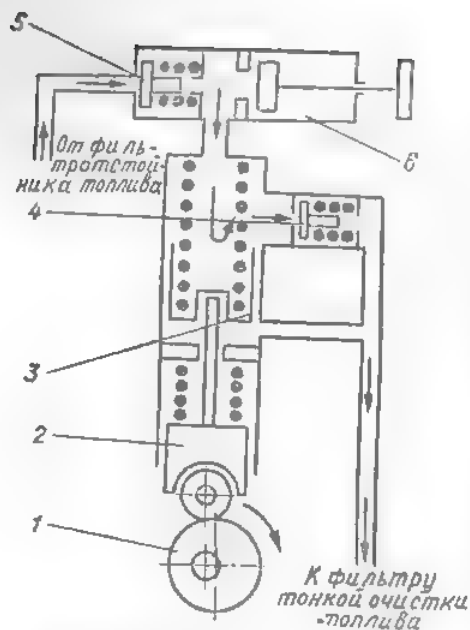 5
От филь-
тротстой-
ника топлива
6
4
3
2
1
К фильтру
тонкой очистки
топлива